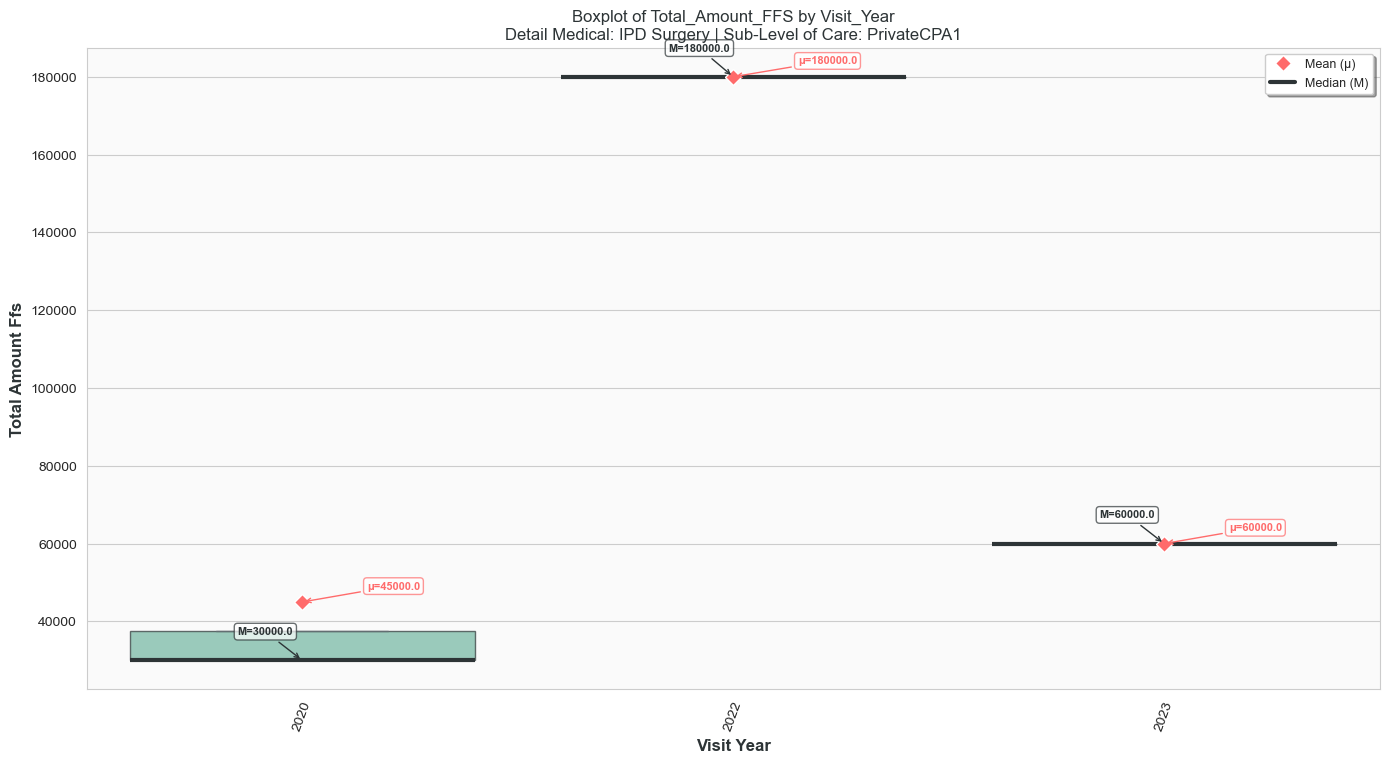 Boxplot of Total_Amount_FFS by Visit_Year
Detail Medical: IPD Surgery | Sub-Level of Care: PrivateCPA1
M=180000.0
μ=180000.0
Mean (μ)
Median (M)
180000
160000
140000
120000
100000
80000
60000
40000
Total Amount Ffs
M=60000.0
μ=60000.0
μ=45000.0
M=30000.0
2020
2022
2023
Visit Year